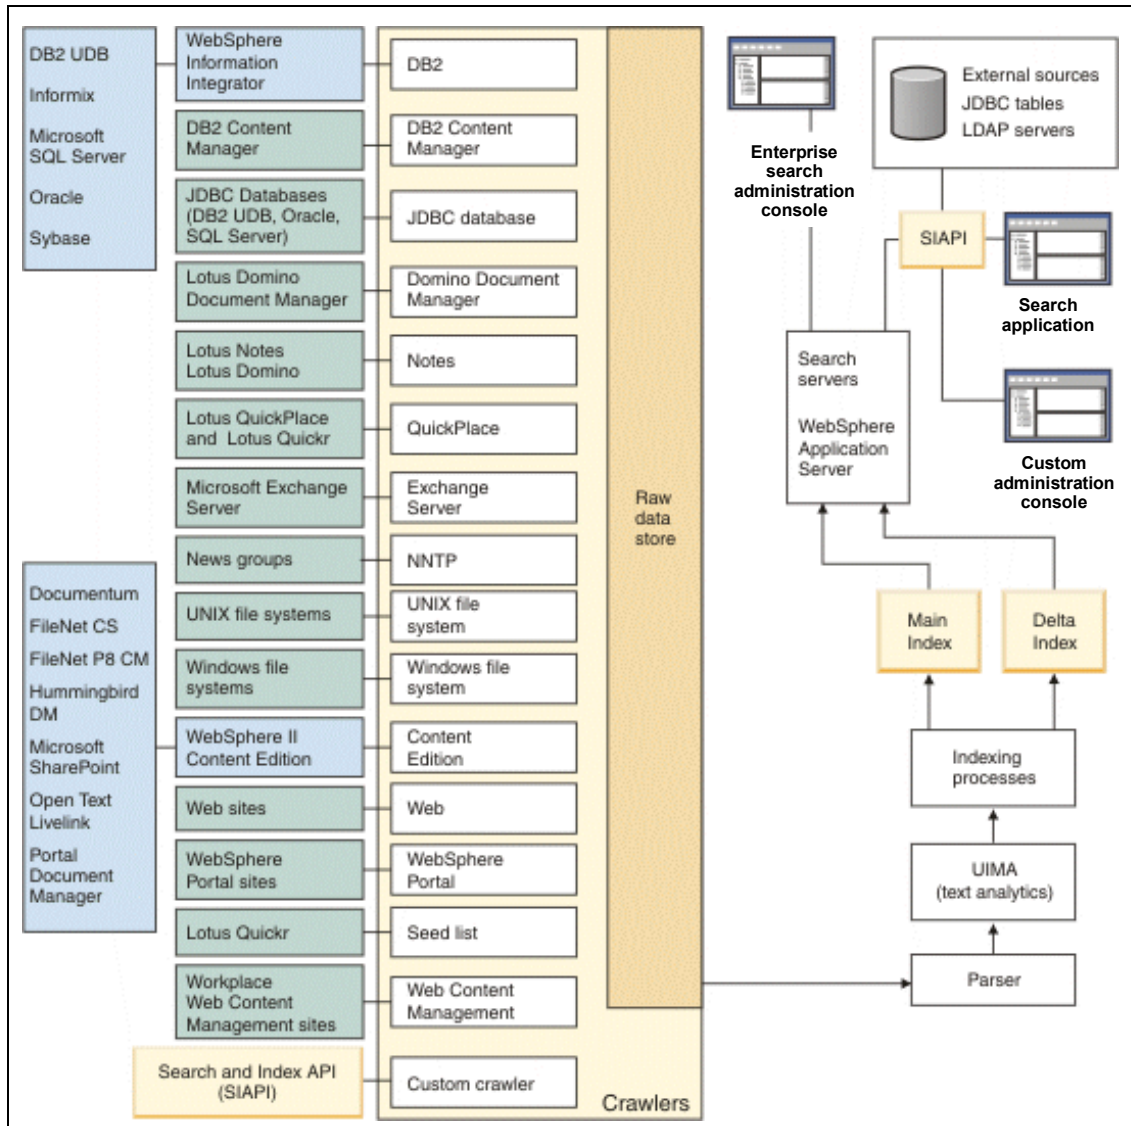 DB2 UDB
Informix
Microsoft
SQL Server
Oracle
Sybase
Documentum
FileNet CS
FileNet P8 CM
Hummingbird
DM
Microsoft
SharePoint
Open Text
Livelink
Portal
Document
Manager
WebSphere
Information
Integrator
DB2 Content
Manager
JDBC Databases
(DB2 UDB, Oracle,
SQL Server)
Lotus Domino
Document Manager
Lotus Notes
Lotus Domino
Lotus QuickPlace
and Lotus Quickr
Microsoft Exchange
Server
News groups
UNIX file systems
Windows file
systems
WebSphere II
Content Edition
Web sites
WebSphere
Portal sites
Lotus Quickr
Workplace
Web Content
Management sites
Search and Index API
(SIAPI)
DB2
DB2 Content
Manager
JDBC database
Domino Document
Manager
Notes
QuickPlace
Exchange
Server
NNTP
UNIX file
system
Windows file
system
Content
Edition
Web
WebSphere
Portal
Seed list
Web Content
Management
Custom crawler
Crawlers
Raw
data
store
Enterprise
search
administration
console
External sources
JDBC tables
LDAP servers
SIAPI
Search
application
Custom
administration
console
Search
servers
WebSphere
Application
Server
Main
Index
Delta
Index
Indexing
processes
UIMA
(text analytics)
Parser